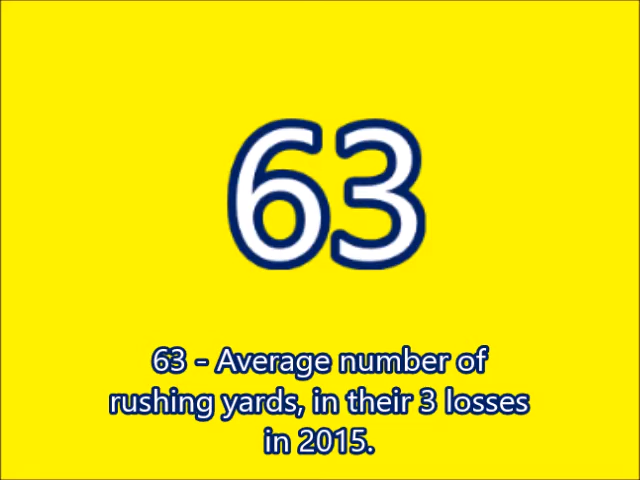 63
63 - Average number of
rushing yards, in their 3 losses
in 2015.